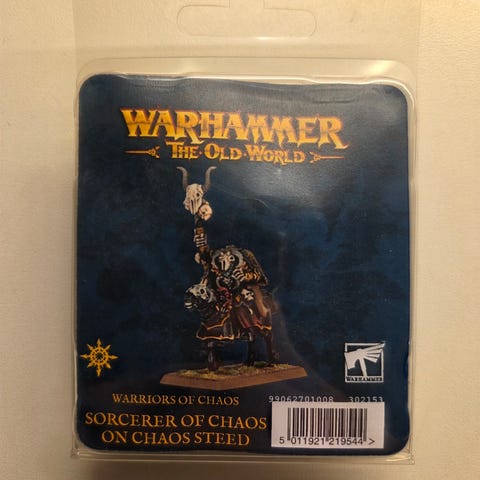 WARHAMMER
THE·OLD·WORLD
WARHAMMER
WARRIORS OF CHAOS
99062701008 302153
SORCERER OF CHAOS
ON CHAOS STEED
5 011921 219544 >